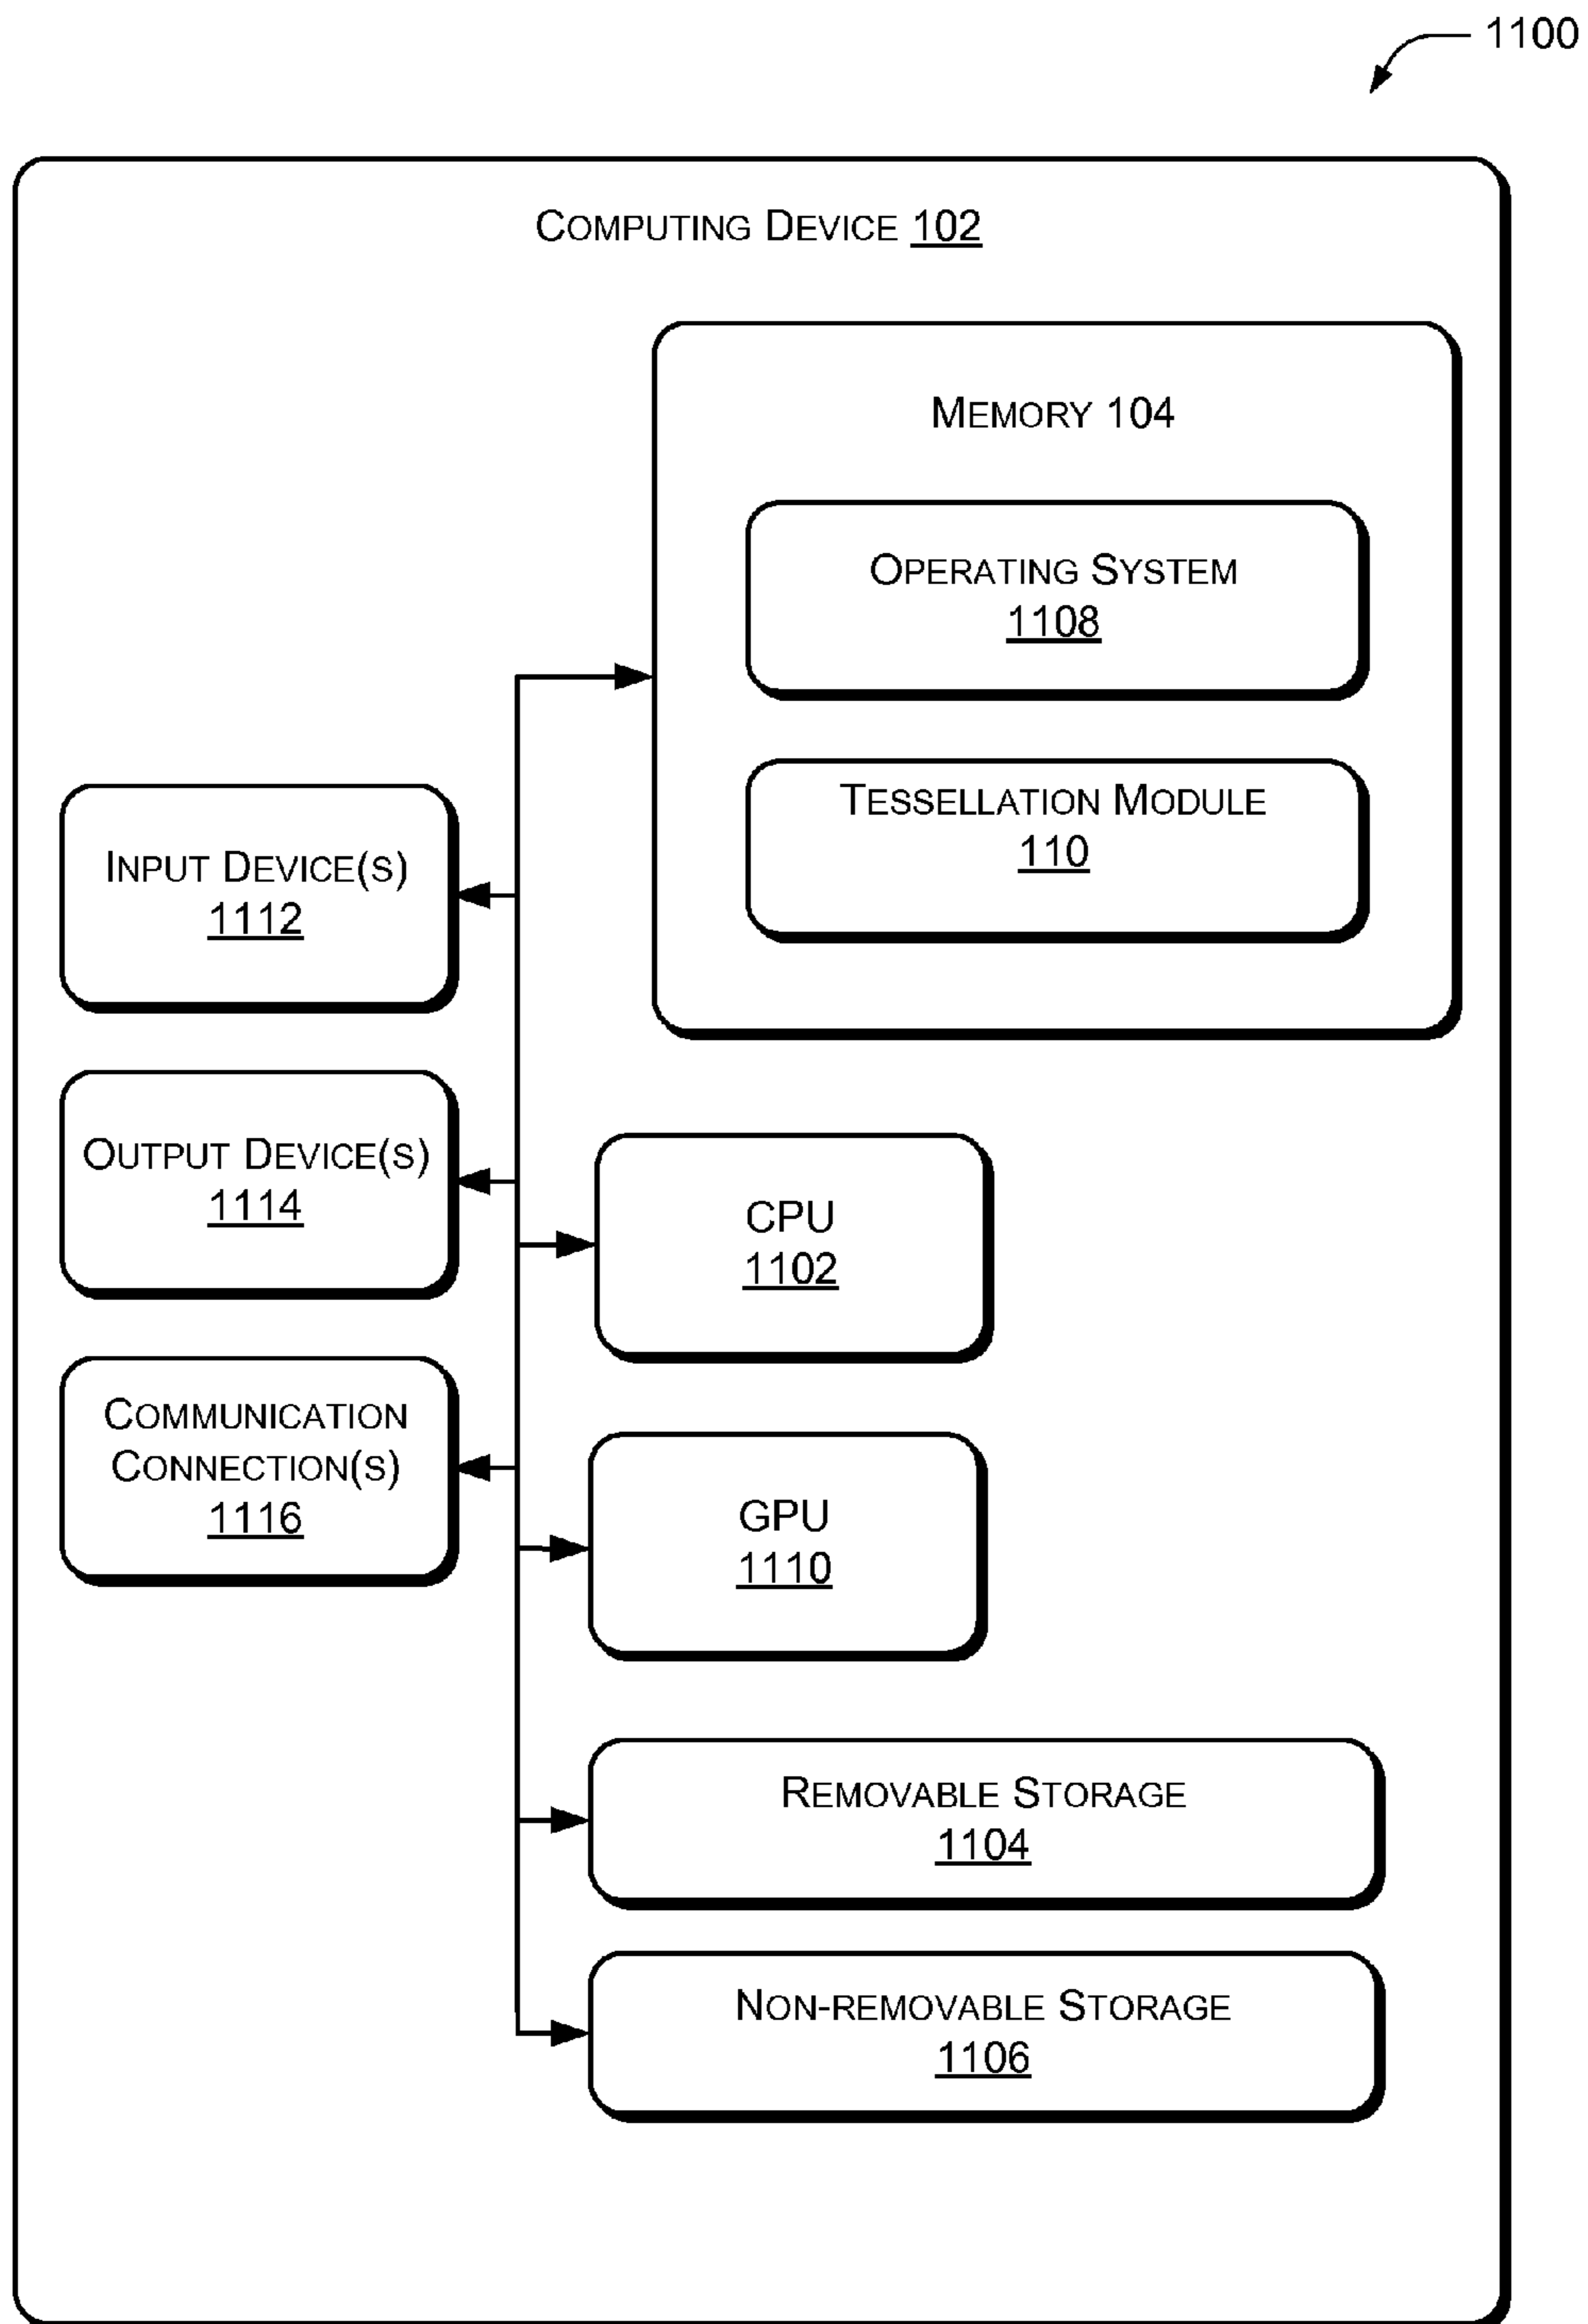 1100
COMPUTING DEVICE 102
MEMORY 104
OPERATING SYSTEM
1108
TESSELLATION MODULE
110
INPUT DEVICE(S)
1112
OUTPUT DEVICE(S)
1114
CPU
1102
COMMUNICATION
CONNECTION(S)
1116
GPU
1110
REMOVABLE STORAGE
1104
NON-REMOVABLE STORAGE
1106